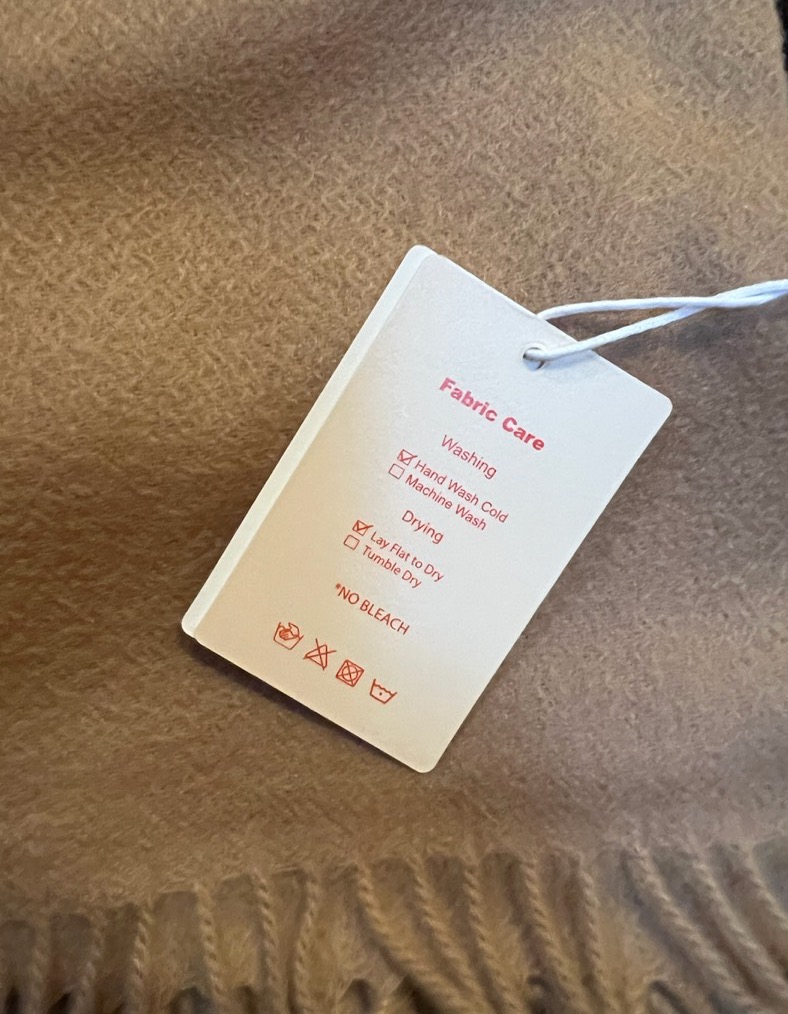 Fabric Care
Washing
Hand Wash Cold
Machine Wash
Drying
Lay Flat to Dry
Tumble Dry
*NO BLEACH